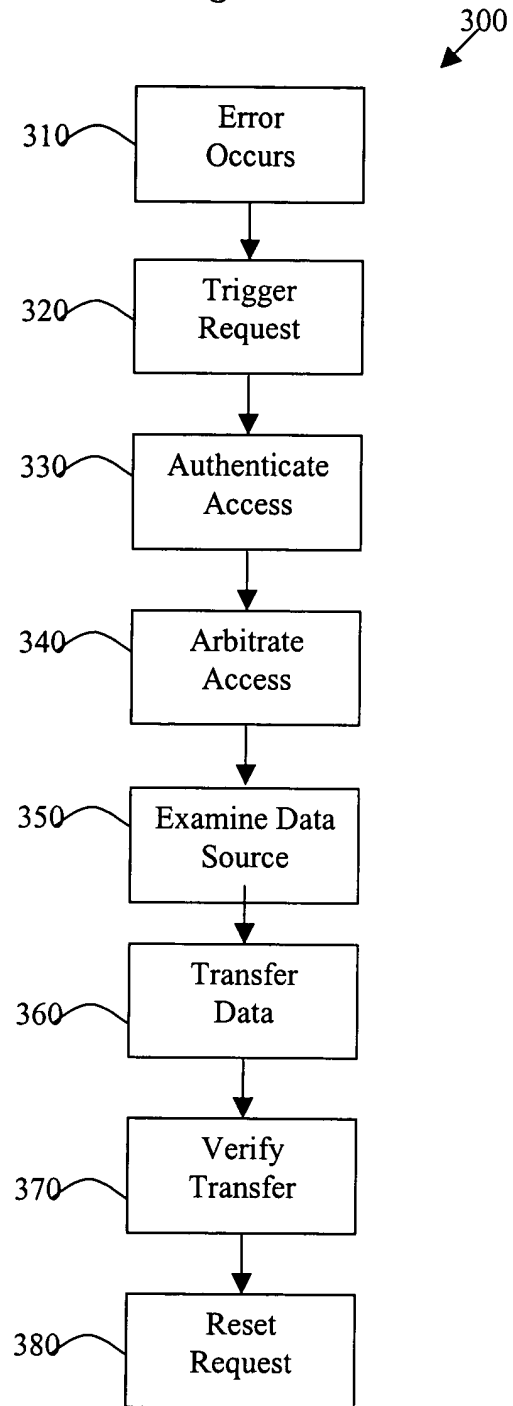 300
310
Error
Occurs
320
Trigger
Request
330
Authenticate
Access
340
Arbitrate
Access
350
Examine Data
Source
360
Transfer
Data
370
Verify
Transfer
380
Reset
Request